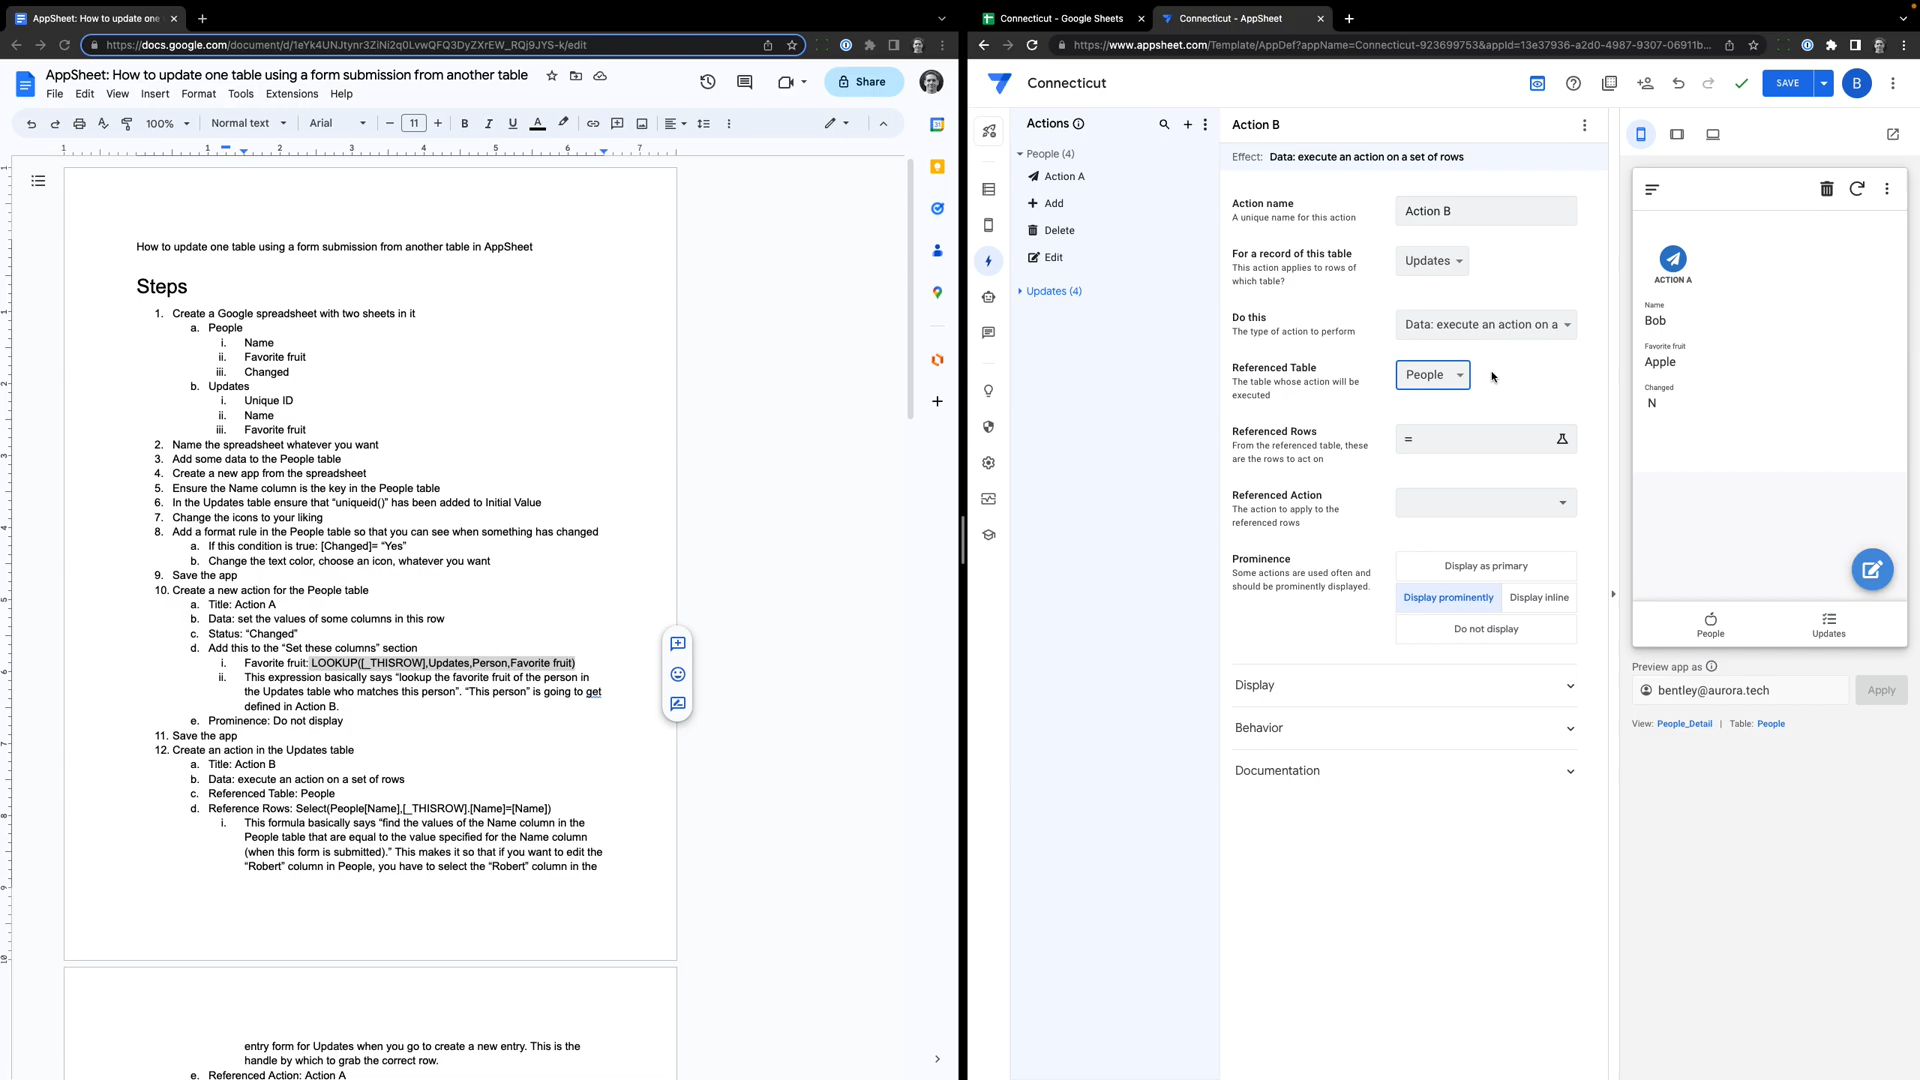 AppSheet: How to update one
https://docs.google.com/document/d/1eYk4UNJtynr3ZiNi2q0LvwQFQ3DyZXrEW_RQj9JYS-k/edit
AppSheet: How to update one table using a form submission from another table
File Edit View Insert Format Tools Extensions Help
Share
100% Normal text Arial 11
1 1 2 3 4 5 6 7
How to update one table using a form submission from another table in AppSheet
Steps
1. Create a Google spreadsheet with two sheets in it
a. People
i. Name
ii. Favorite fruit
iii. Changed
b. Updates
i. Unique ID
ii. Name
iii. Favorite fruit
2. Name the spreadsheet whatever you want
3. Add some data to the People table
4. Create a new app from the spreadsheet
5. Ensure the Name column is the key in the People table
6. In the Updates table ensure that “uniqueid()” has been added to Initial Value
7. Change the icons to your liking
8. Add a format rule in the People table so that you can see when something has changed
a. If this condition is true: [Changed]= “Yes”
b. Change the text color, choose an icon, whatever you want
9. Save the app
10. Create a new action for the People table
a. Title: Action A
b. Data: set the values of some columns in this row
c. Status: “Changed”
d. Add this to the “Set these columns” section
i. Favorite fruit: LOOKUP([_THISROW],Updates,Person,Favorite fruit)
ii. This expression basically says “lookup the favorite fruit of the person in
the Updates table who matches this person”. “This person” is going to get
defined in Action B.
e. Prominence: Do not display
11. Save the app
12. Create an action in the Updates table
a. Title: Action B
b. Data: execute an action on a set of rows
c. Referenced Table: People
d. Reference Rows: Select(People[Name],[_THISROW].[Name]=[Name])
i. This formula basically says “find the values of the Name column in the
People table that are equal to the value specified for the Name column
(when this form is submitted).” This makes it so that if you want to edit the
“Robert” column in People, you have to select the “Robert” column in the
entry form for Updates when you go to create a new entry. This is the
handle by which to grab the correct row.
e. Referenced Action: Action A
Connecticut - Google Sheets
Connecticut - AppSheet
https://www.appsheet.com/Template/AppDef?appName=Connecticut-923699753&appId=13e37936-a2d0-4987-9307-06911b...
Connecticut
SAVE
B
Actions
People (4)
Action A
Add
Delete
Edit
Updates (4)
Action B
Effect: Data: execute an action on a set of rows
Action name
A unique name for this action
Action B
For a record of this table
This action applies to rows of
which table?
Updates
Do this
The type of action to perform
Data: execute an action on a
Referenced Table
The table whose action will be
executed
People
Referenced Rows
From the referenced table, these
are the rows to act on
=
Referenced Action
The action to apply to the
referenced rows
Prominence
Some actions are used often and
should be prominently displayed.
Display as primary
Display prominently
Display inline
Do not display
Display
Behavior
Documentation
ACTION A
Name
Bob
Favorite fruit
Apple
Changed
N
People
Updates
Preview app as
bentley@aurora.tech
Apply
View: People_Detail | Table: People